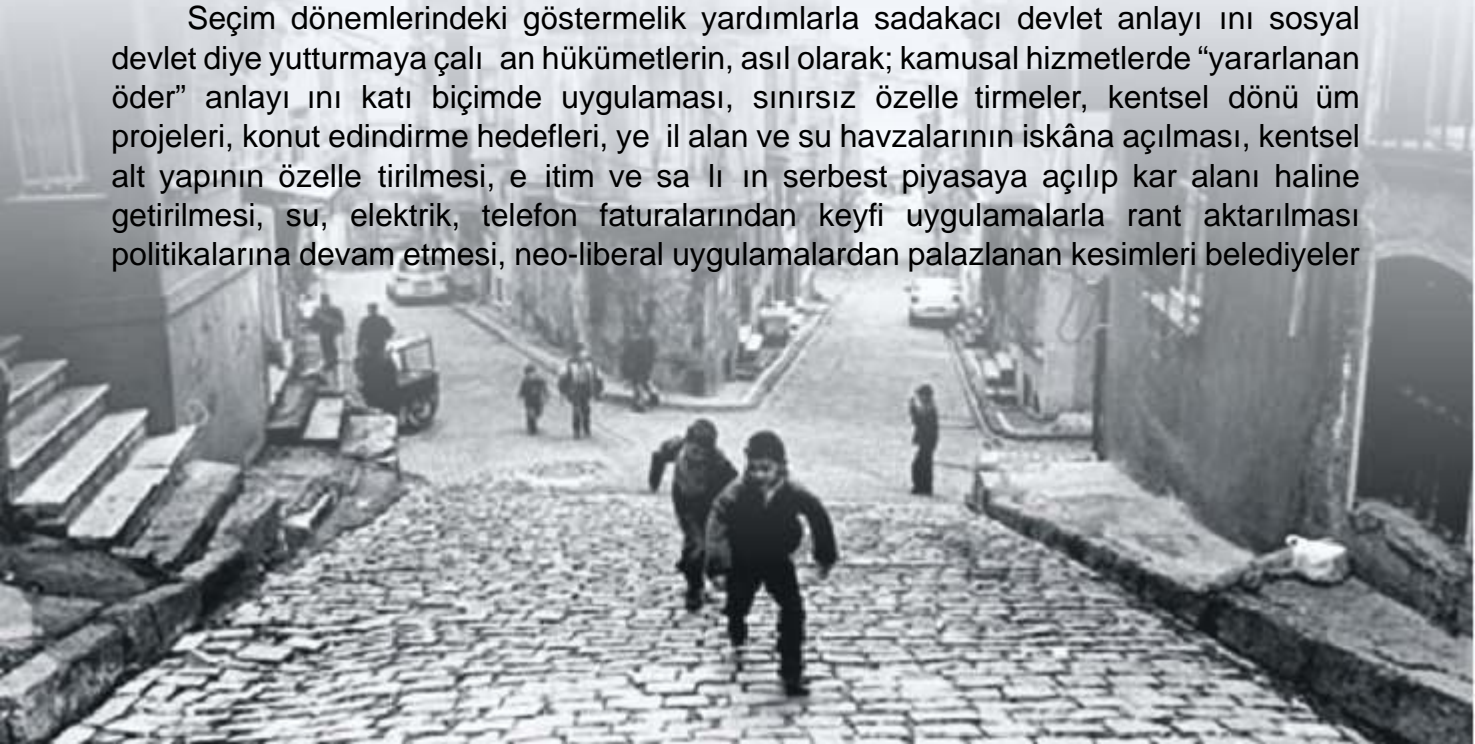 Seçim dönemlerindeki göstermelik yardımlarla sadakacı devlet anlayı ını sosyal
devlet diye yutturmaya çalı an hükümetlerin, asıl olarak; kamusal hizmetlerde “yararlanan
öder” anlayı ını katı biçimde uygulaması, sınırsız özelle tirmeler, kentsel dönü üm
projeleri, konut edindirme hedefleri, ye il alan ve su havzalarının iskâna açılması, kentsel
alt yapının özelle tirilmesi, e itim ve sa lı ın serbest piyasaya açılıp kar alanı haline
getirilmesi, su, elektrik, telefon faturalarından keyfi uygulamalarla rant aktarılması
politikalarına devam etmesi, neo-liberal uygulamalardan palazlanan kesimleri belediyeler